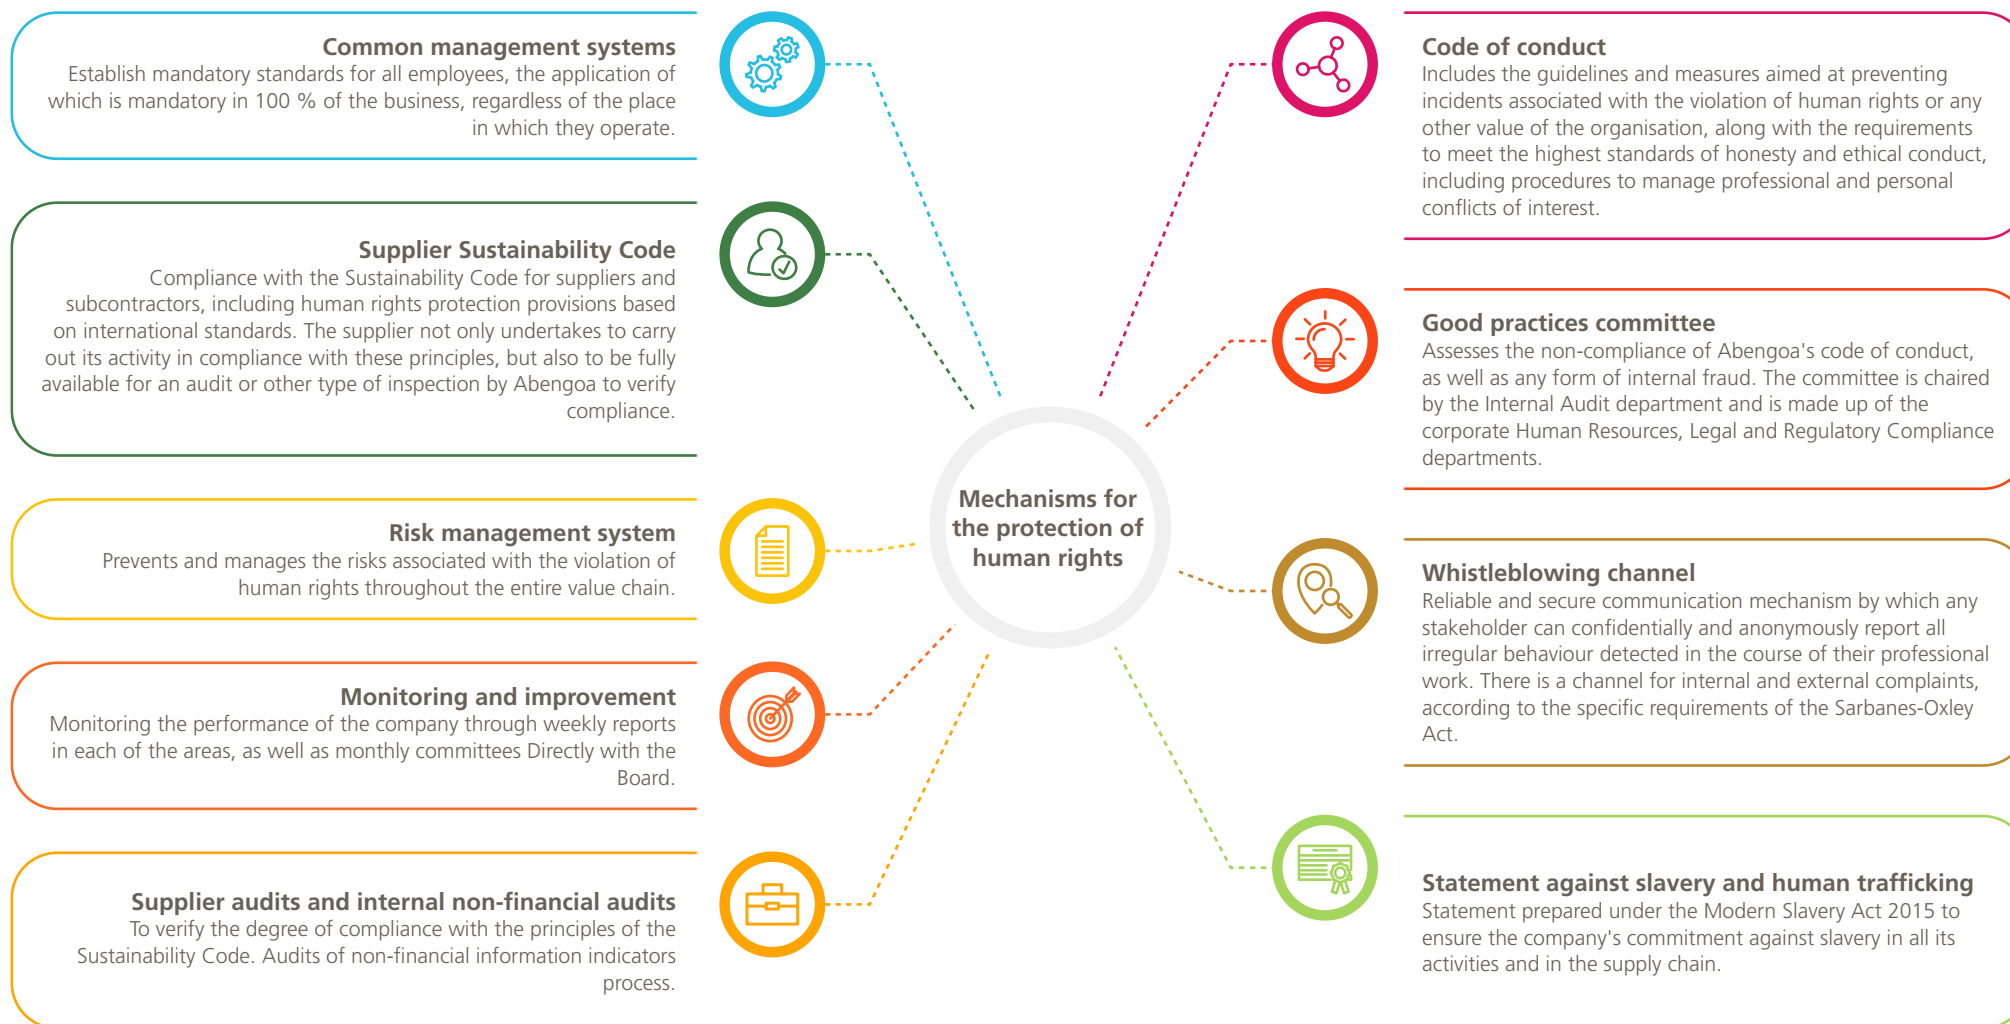 Common management systems
Establish mandatory standards for all employees, the application of
which is mandatory in 100 % of the business, regardless of the place
in which they operate.
Supplier Sustainability Code
Compliance with the Sustainability Code for suppliers and
subcontractors, including human rights protection provisions based
on international standards. The supplier not only undertakes to carry
out its activity in compliance with these principles, but also to be fully
available for an audit or other type of inspection by Abengoa to verify
compliance.
Risk management system
Prevents and manages the risks associated with the violation of
human rights throughout the entire value chain.
Monitoring and improvement
Monitoring the performance of the company through weekly reports
in each of the areas, as well as monthly committees Directly with the
Board.
Supplier audits and internal non-financial audits
To verify the degree of compliance with the principles of the
Sustainability Code. Audits of non-financial information indicators
process.
Mechanisms for
the protection of
human rights
Code of conduct
Includes the guidelines and measures aimed at preventing
incidents associated with the violation of human rights or any
other value of the organisation, along with the requirements
to meet the highest standards of honesty and ethical conduct,
including procedures to manage professional and personal
conflicts of interest.
Good practices committee
Assesses the non-compliance of Abengoa's code of conduct,
as well as any form of internal fraud. The committee is chaired
by the Internal Audit department and is made up of the
corporate Human Resources, Legal and Regulatory Compliance
departments.
Whistleblowing channel
Reliable and secure communication mechanism by which any
stakeholder can confidentially and anonymously report all
irregular behaviour detected in the course of their professional
work. There is a channel for internal and external complaints,
according to the specific requirements of the Sarbanes-Oxley
Act.
Statement against slavery and human trafficking
Statement prepared under the Modern Slavery Act 2015 to
ensure the company's commitment against slavery in all its
activities and in the supply chain.